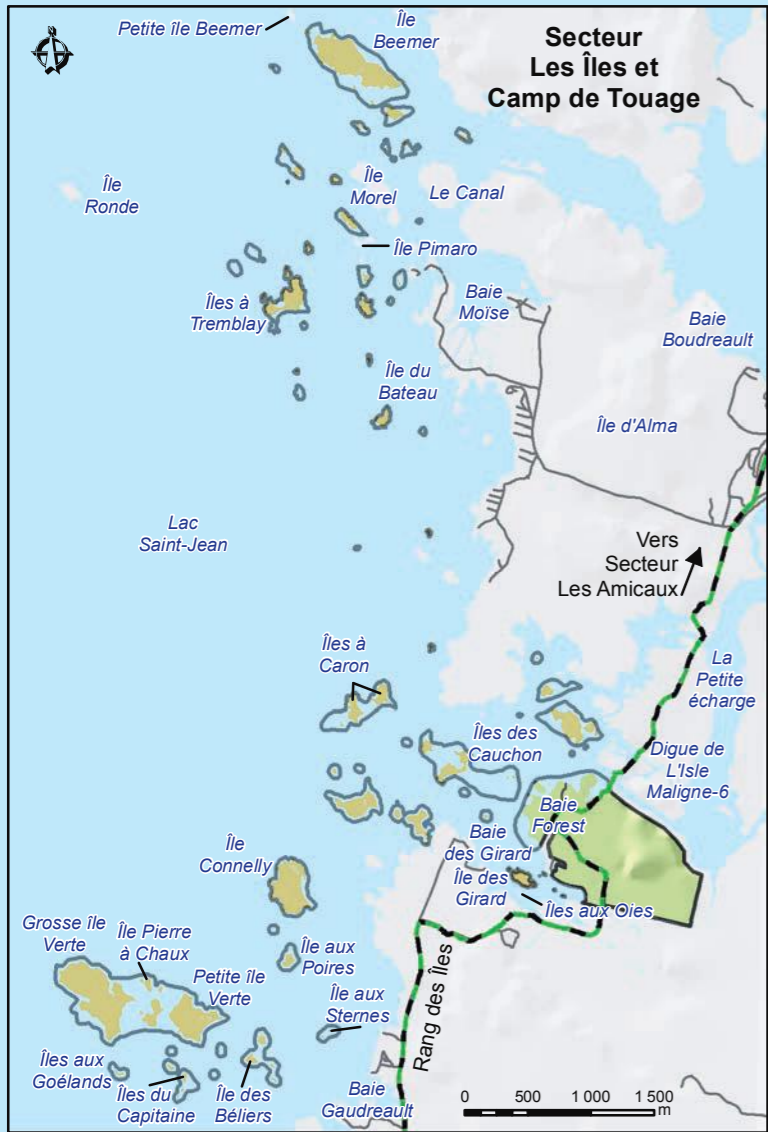 Petite île Beemer
Île
Beemer
Secteur
Les Îles et
Camp de Touage
Île
Ronde
Île
Morel
Le Canal
Île Pimaro
Îles à
Tremblay
Baie
Moïse
Baie
Boudreault
Île du
Bateau
Île d'Alma
Lac
Saint-Jean
Vers
Secteur
Les Amicaux
Îles à
Caron
La
Petite
écharge
Îles des
Cauchon
Digue de
L'Isle
Maligne-6
Baie
Forest
Baie
des Girard
Île des
Girard
Îles aux Oies
Île
Connelly
Grosse île
Verte
Île Pierre
à Chaux
Petite île
Verte
Île aux
Poires
Île aux
Sternes
Rang des Îles
Îles aux
Goélands
Îles du
Capitaine
Île des
Béliers
Baie
Gaudreault
0 500 1 000 1 500
m